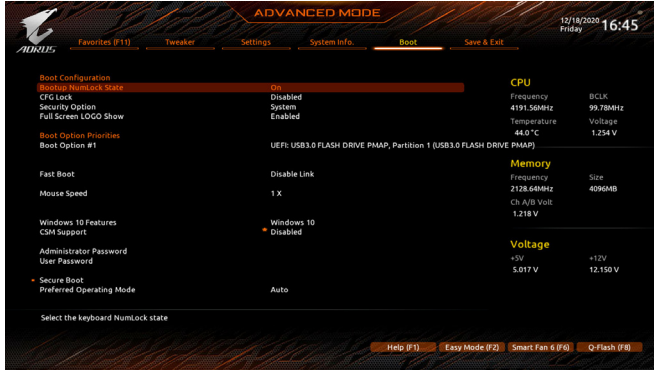 ADVANCED MODE
12/18/2020 16:45
Friday
AORUS
Favorites (F11) Tweaker Settings System Info. Boot Save & Exit
Boot Configuration
Bootup NumLock State On
CFG Lock Disabled
Security Option System
Full Screen LOGO Show Enabled
Boot Option Priorities
Boot Option #1 UEFI: USB3.0 FLASH DRIVE PMAP, Partition 1 (USB3.0 FLASH DRIVE PMAP)
Fast Boot Disable Link
Mouse Speed 1 X
Windows 10 Features Windows 10
CSM Support Disabled
Administrator Password
User Password
Secure Boot
Preferred Operating Mode Auto
Select the keyboard NumLock state
CPU
Frequency BCLK
4191.56MHz 99.78MHz
Temperature Voltage
44.0 °C 1.254 V
Memory
Frequency Size
2128.64MHz 4096MB
Ch A/B Volt
1.218 V
Voltage
+5V +12V
5.017 V 12.150 V
Help (F1) Easy Mode (F2) Smart Fan 6 (F6) Q-Flash (F8)